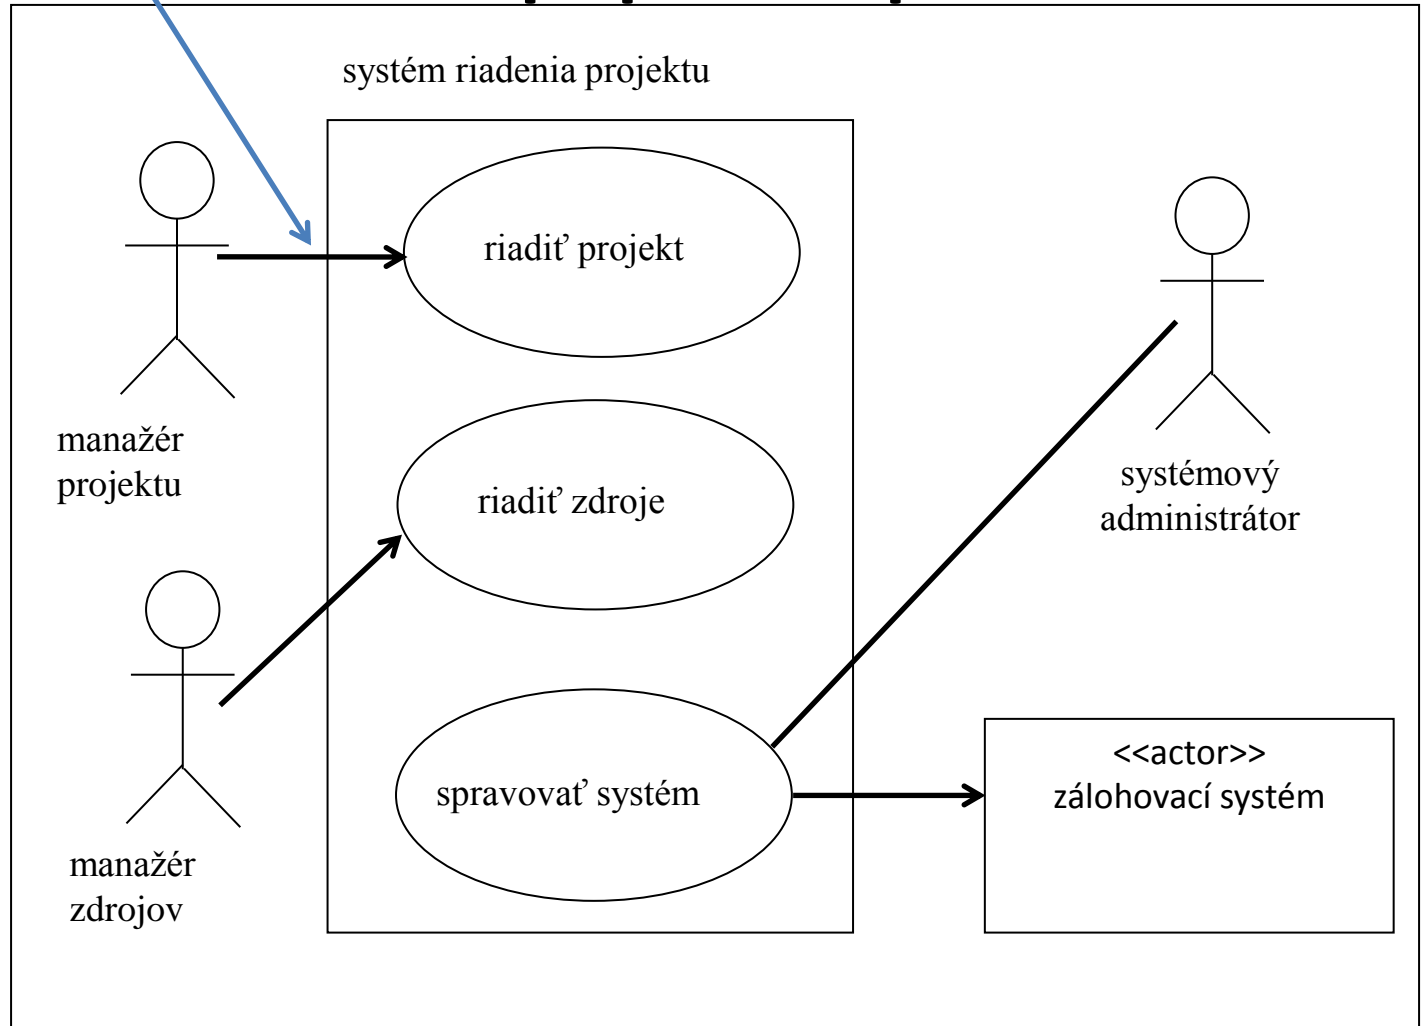 systém riadenia projektu
riadiť projekt
manažér
projektu
riadiť zdroje
systémový
administrátor
spravovať systém
<<actor>>
zálohovací systém
manažér
zdrojov